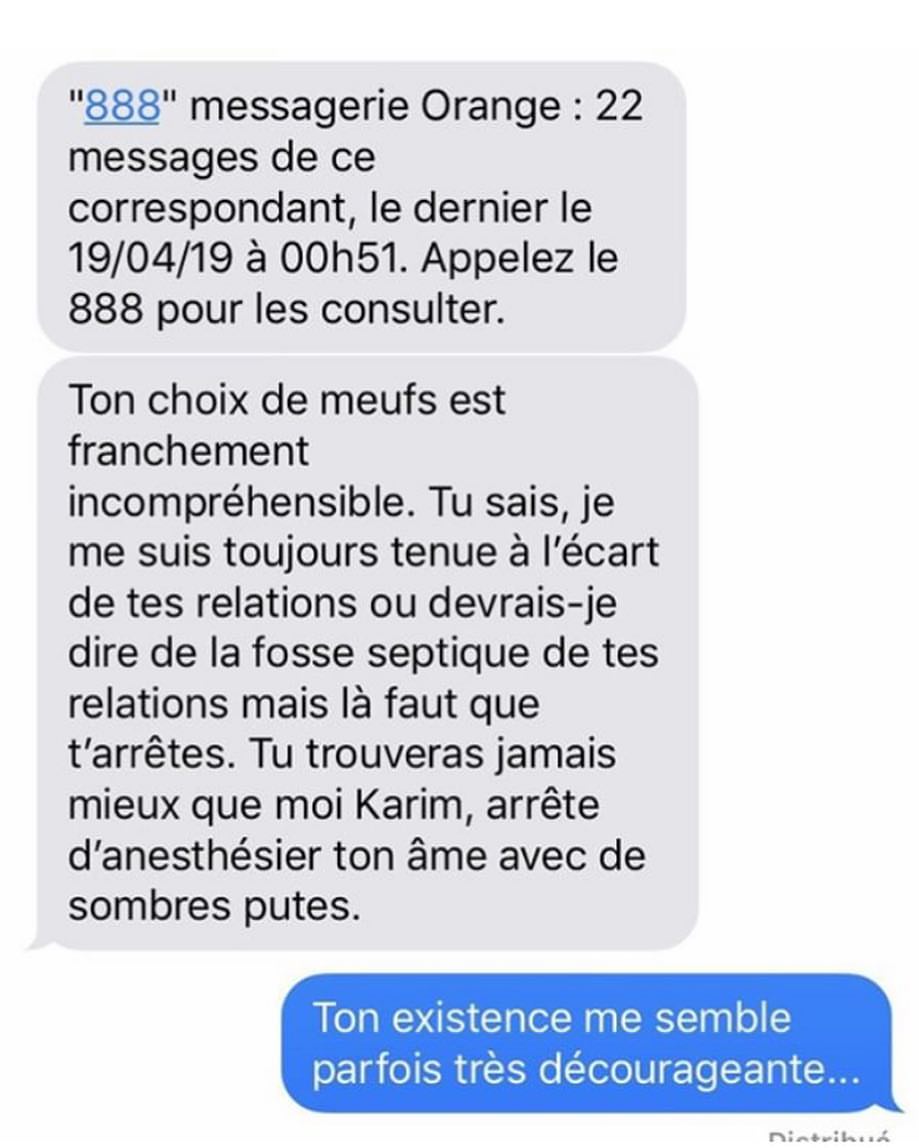 "888" messagerie Orange : 22
messages de ce
correspondant, le dernier le
19/04/19 à 00h51. Appelez le
888 pour les consulter.
Ton choix de meufs est
franchement
incompréhensible. Tu sais, je
me suis toujours tenue à l'écart
de tes relations ou devrais-je
dire de la fosse septique de tes
relations mais là faut que
t'arrêtes. Tu trouveras jamais
mieux que moi Karim, arrête
d'anesthésier ton âme avec de
sombres putes.
Ton existence me semble
parfois très décourageante...
Distribué